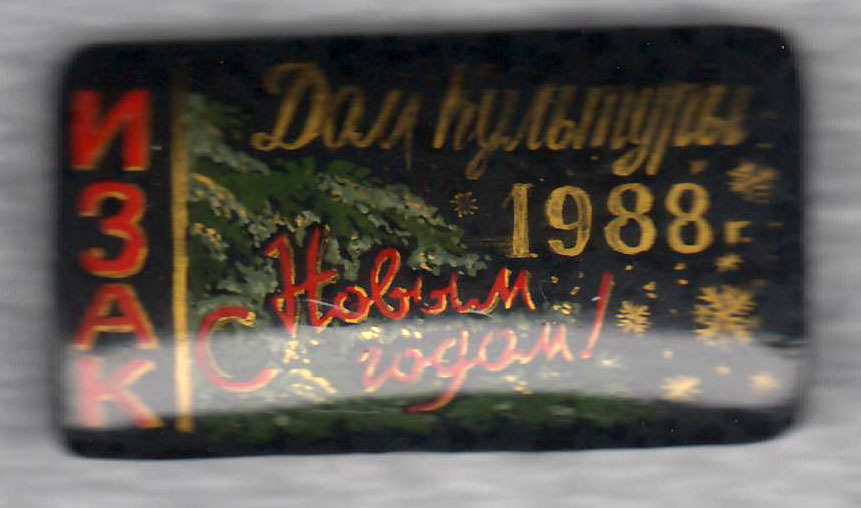 ИЗАК
Дом Культуры
1988 г.
С Новым
годом!